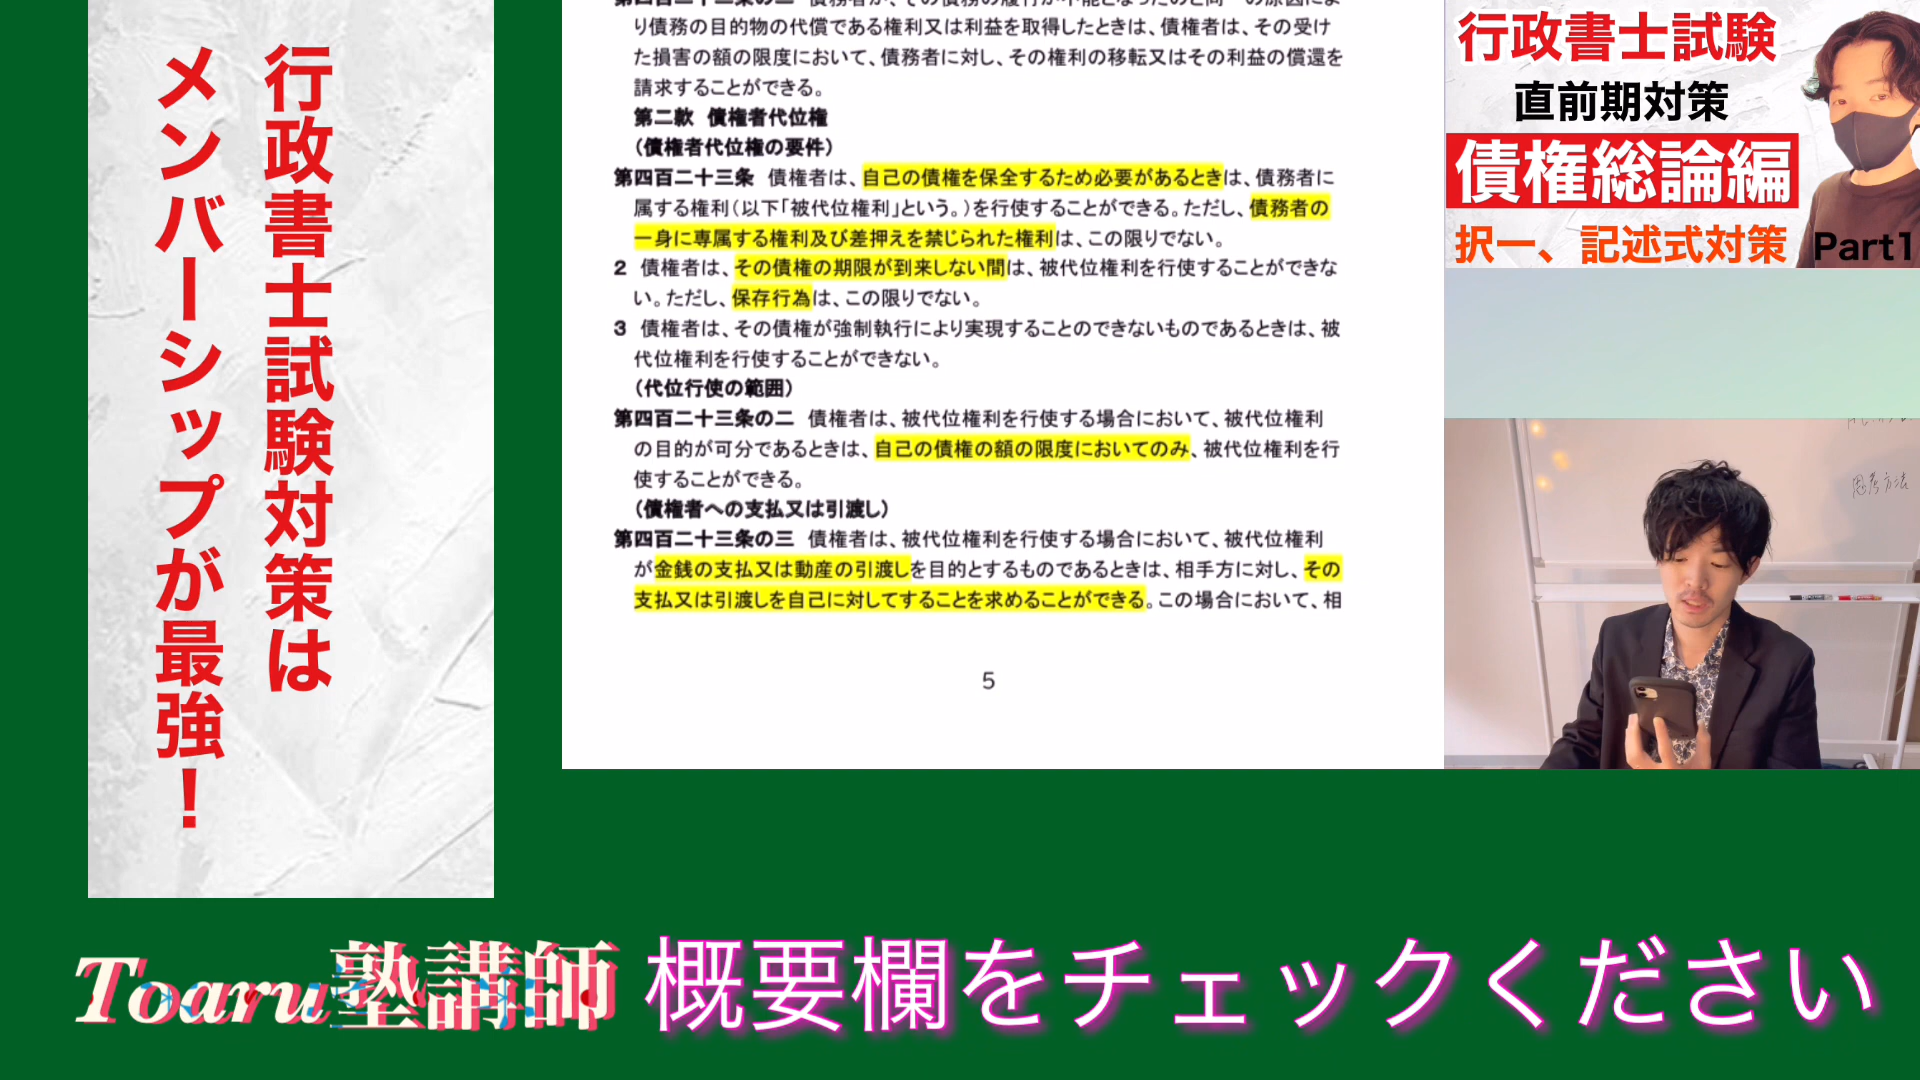 行政書士試験対策は
メンバーシップが最強！
り債務の目的物の代償である権利又は利益を取得したときは、債権者は、その受け
た損害の額の限度において、債務者に対し、その権利の移転又はその利益の償還を
請求することができる。
第二款 債権者代位権
（債権者代位権の要件）
第四百二十三条 債権者は、自己の債権を保全するため必要があるときは、債務者に
属する権利（以下「被代位権利」という。）を行使することができる。ただし、債務者の
一身に専属する権利及び差押えを禁じられた権利は、この限りでない。
2 債権者は、その債権の期限が到来しない間は、被代位権利を行使することができな
い。ただし、保存行為は、この限りでない。
3 債権者は、その債権が強制執行により実現することのできないものであるときは、被
代位権利を行使することができない。
（代位行使の範囲）
第四百二十三条の二 債権者は、被代位権利を行使する場合において、被代位権利
の目的が可分であるときは、自己の債権の額の限度においてのみ、被代位権利を行
使することができる。
（債権者への支払又は引渡し）
第四百二十三条の三 債権者は、被代位権利を行使する場合において、被代位権利
が金銭の支払又は動産の引渡しを目的とするものであるときは、相手方に対し、その
支払又は引渡しを自己に対してすることを求めることができる。この場合において、相
5
行政書士試験
直前期対策
債権総論編
択一、記述式対策 Part1
思考方法
Toaru塾講師 概要欄をチェックください